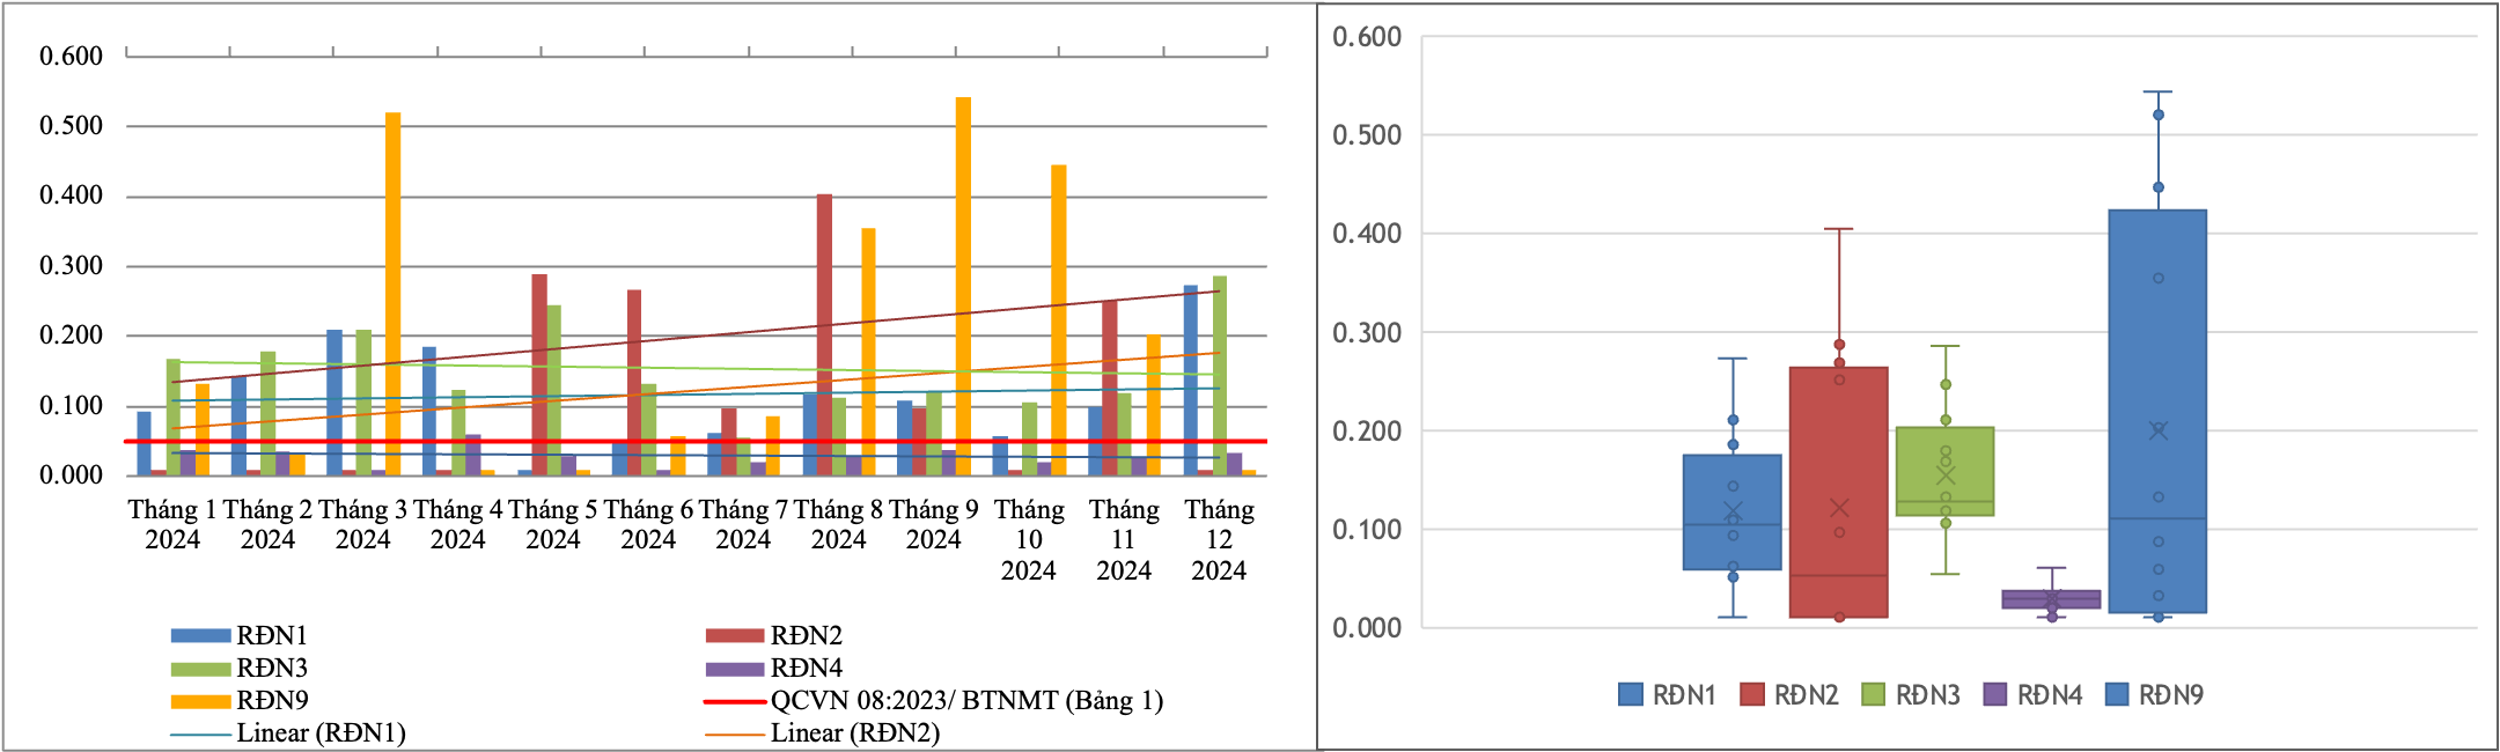 0.600
0.500
0.400
0.300
0.200
0.100
0.000
Tháng 1 Tháng 2 Tháng 3 Tháng 4 Tháng 5 Tháng 6 Tháng 7 Tháng 8 Tháng 9 Tháng Tháng Tháng
2024 2024 2024 2024 2024 2024 2024 2024 2024 10 11 12
2024 2024 2024
RĐN1 RĐN2
RĐN3 RĐN4
RĐN9 QCVN 08:2023/ BTNMT (Bảng 1)
Linear (RĐN1) Linear (RĐN2)
0.600
0.500
0.400
0.300
0.200
0.100
0.000
RĐN1 RĐN2 RĐN3 RĐN4 RĐN9